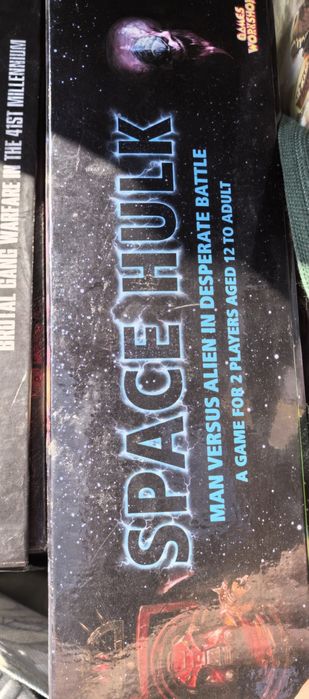 BRUTAL GANG WARFARE IN THE 41ST MILLENNIUM
SPACE HULK
MAN VERSUS ALIEN IN DESPERATE BATTLE
A GAME FOR 2 PLAYERS AGED 12 TO ADULT
GAMES
WORKSHOP